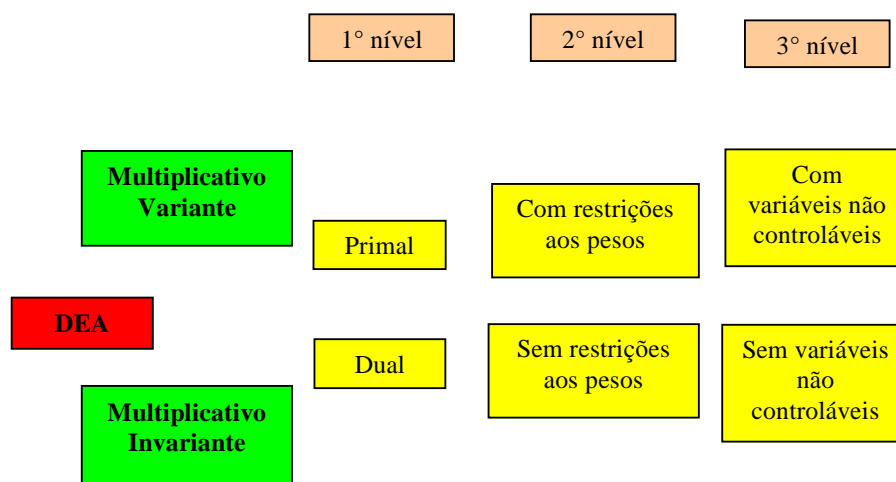 1° nível
2° nível
3° nível
Multiplicativo
Variante
Primal
Com restrições
aos pesos
Com
variáveis não
controláveis
DEA
Dual
Sem restrições
aos pesos
Sem variáveis
não
controláveis
Multiplicativo
Invariante